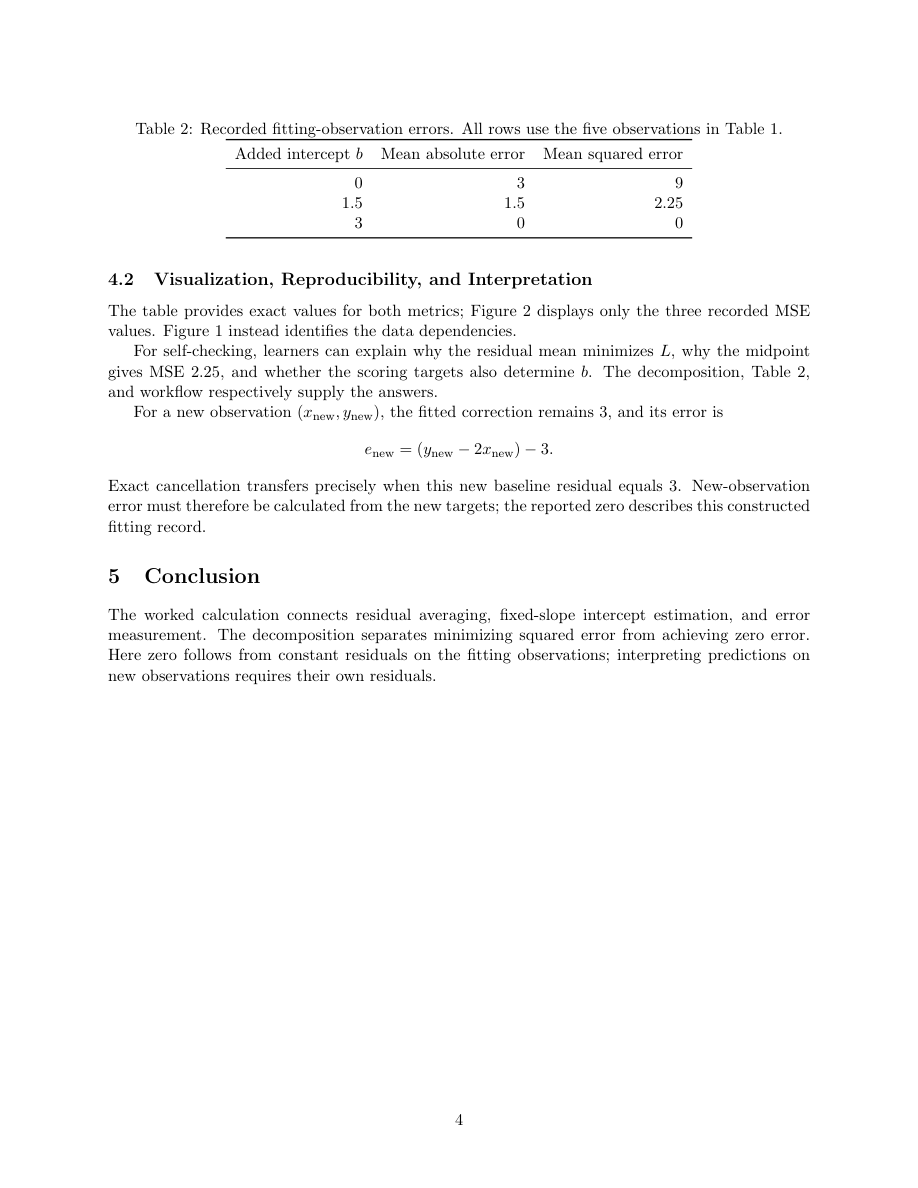 Table 2: Recorded fitting-observation errors. All rows use the five observations in Table 1.
Added intercept b Mean absolute error Mean squared error
0 3 9
1.5 1.5 2.25
3 0 0
4.2 Visualization, Reproducibility, and Interpretation
The table provides exact values for both metrics; Figure 2 displays only the three recorded MSE
values. Figure 1 instead identifies the data dependencies.
For self-checking, learners can explain why the residual mean minimizes L, why the midpoint
gives MSE 2.25, and whether the scoring targets also determine b. The decomposition, Table 2,
and workflow respectively supply the answers.
For a new observation (x_new, y_new), the fitted correction remains 3, and its error is
e_new = (y_new − 2x_new) − 3.
Exact cancellation transfers precisely when this new baseline residual equals 3. New-observation
error must therefore be calculated from the new targets; the reported zero describes this constructed
fitting record.
5 Conclusion
The worked calculation connects residual averaging, fixed-slope intercept estimation, and error
measurement. The decomposition separates minimizing squared error from achieving zero error.
Here zero follows from constant residuals on the fitting observations; interpreting predictions on
new observations requires their own residuals.
4